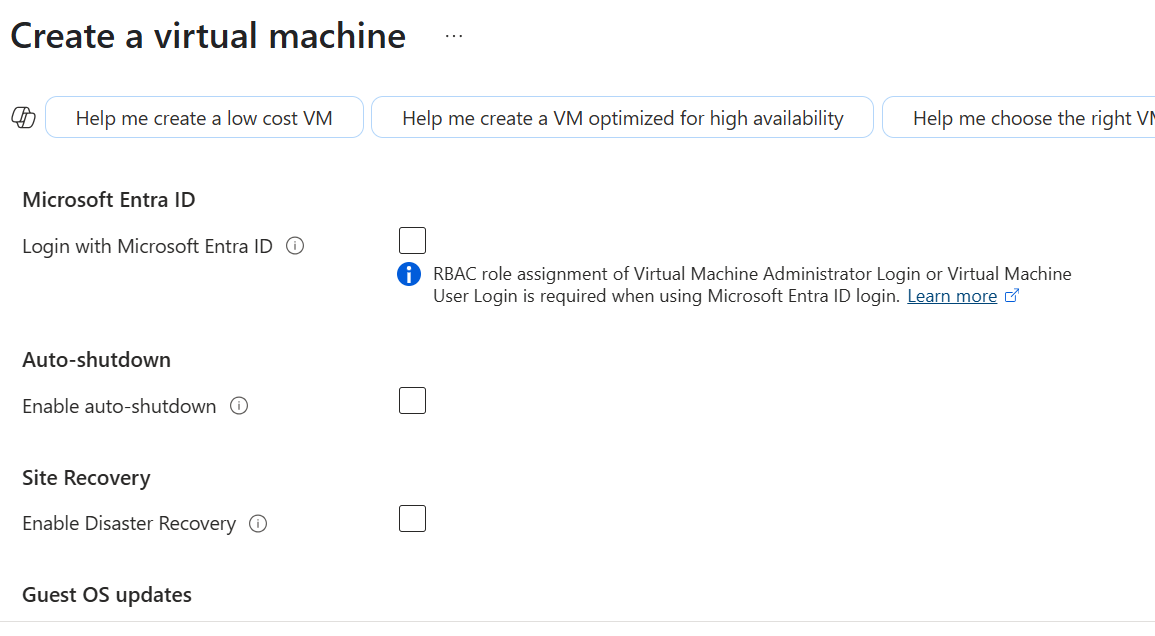 Create a virtual machine ...
Help me create a low cost VM
Help me create a VM optimized for high availability
Help me choose the right VM
Microsoft Entra ID
Login with Microsoft Entra ID
RBAC role assignment of Virtual Machine Administrator Login or Virtual Machine
User Login is required when using Microsoft Entra ID login. Learn more
Auto-shutdown
Enable auto-shutdown
Site Recovery
Enable Disaster Recovery
Guest OS updates